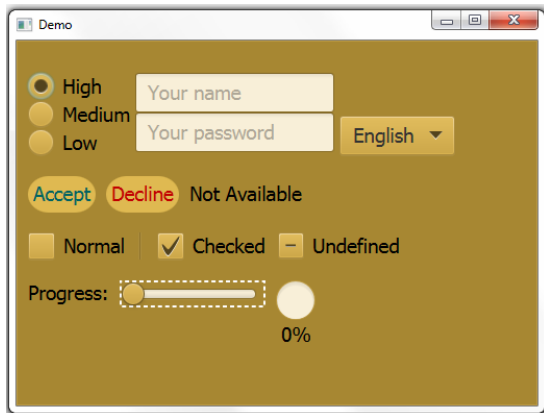 Demo
High
Your name
Medium
Your password
English
Low
Accept Decline Not Available
Normal Checked Undefined
Progress:
0%